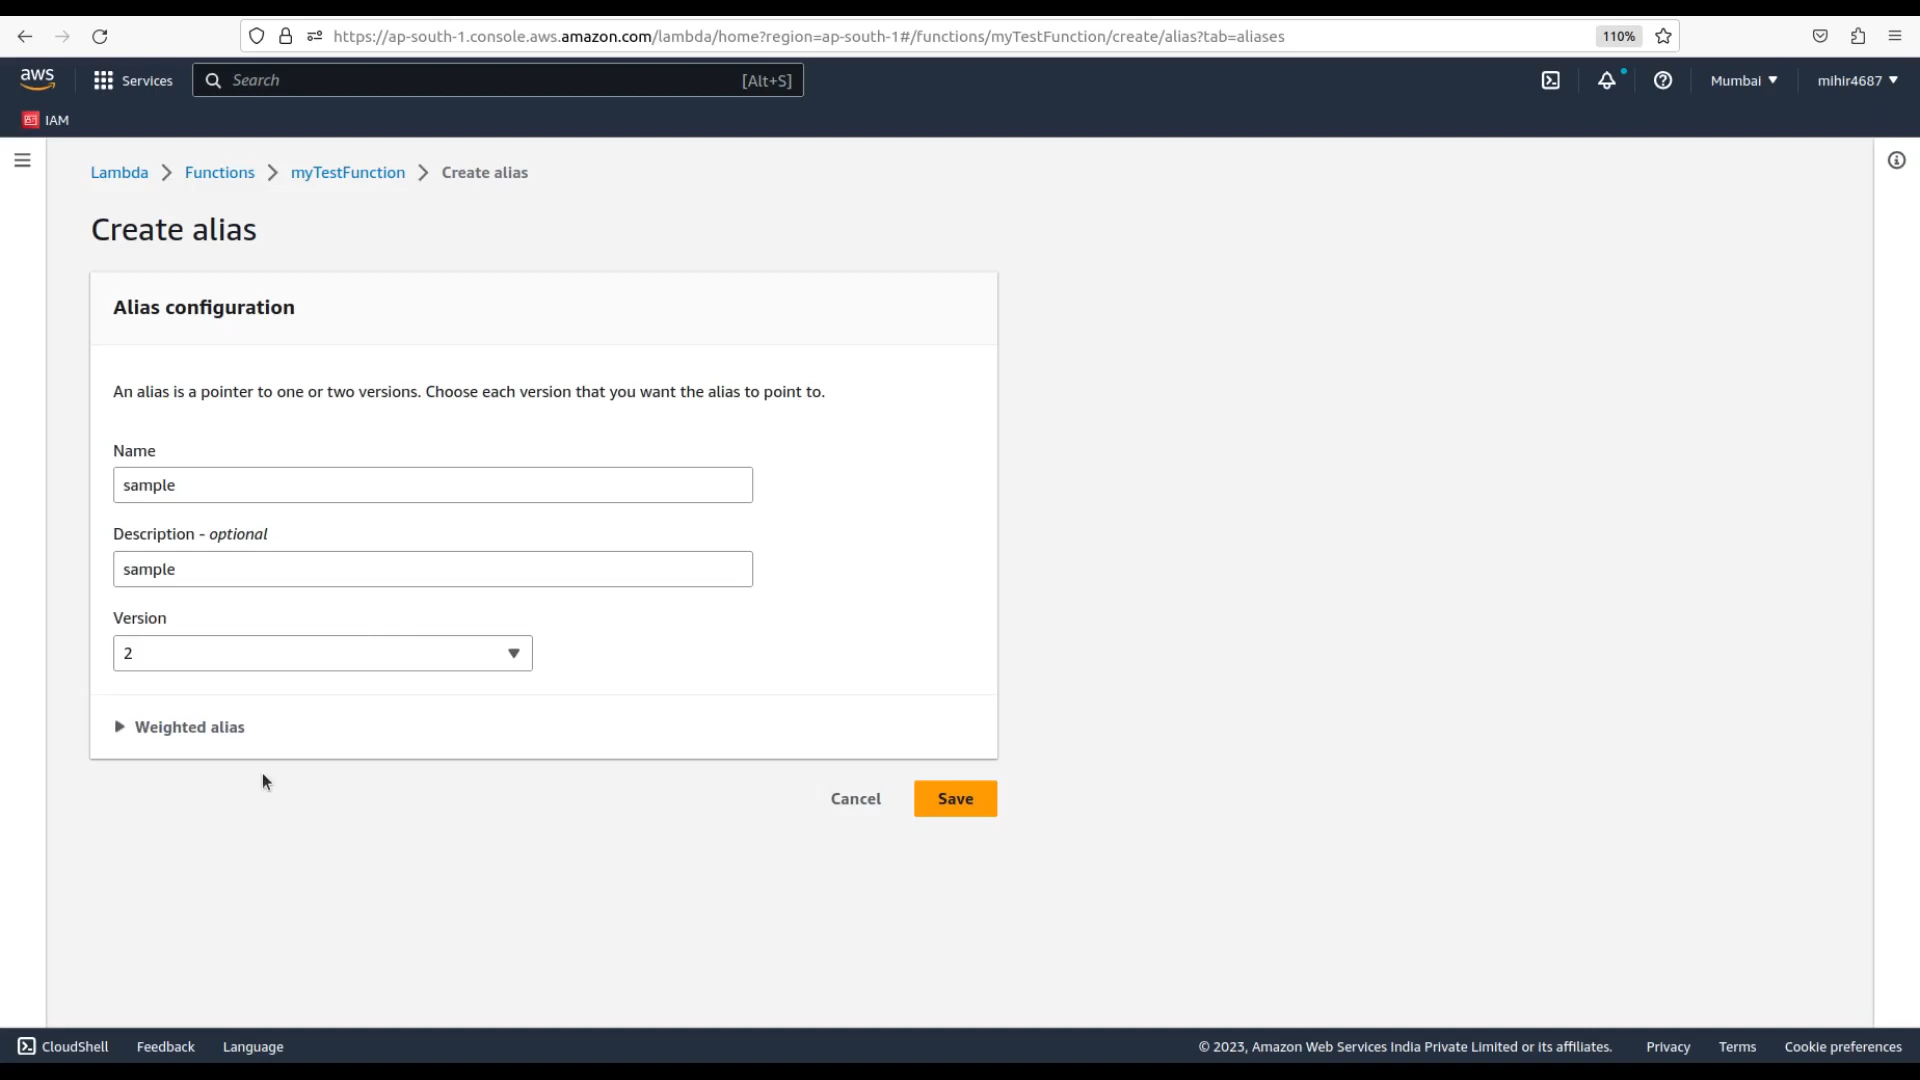 https://ap-south-1.console.aws.amazon.com/lambda/home?region=ap-south-1#/functions/myTestFunction/create/alias?tab=aliases
110%
aws
Services
Search
[Alt+S]
Mumbai
mihir4687
IAM
Lambda
Functions
myTestFunction
Create alias
Create alias
Alias configuration
An alias is a pointer to one or two versions. Choose each version that you want the alias to point to.
Name
sample
Description - optional
sample
Version
2
Weighted alias
Cancel
Save
CloudShell
Feedback
Language
© 2023, Amazon Web Services India Private Limited or its affiliates.
Privacy
Terms
Cookie preferences